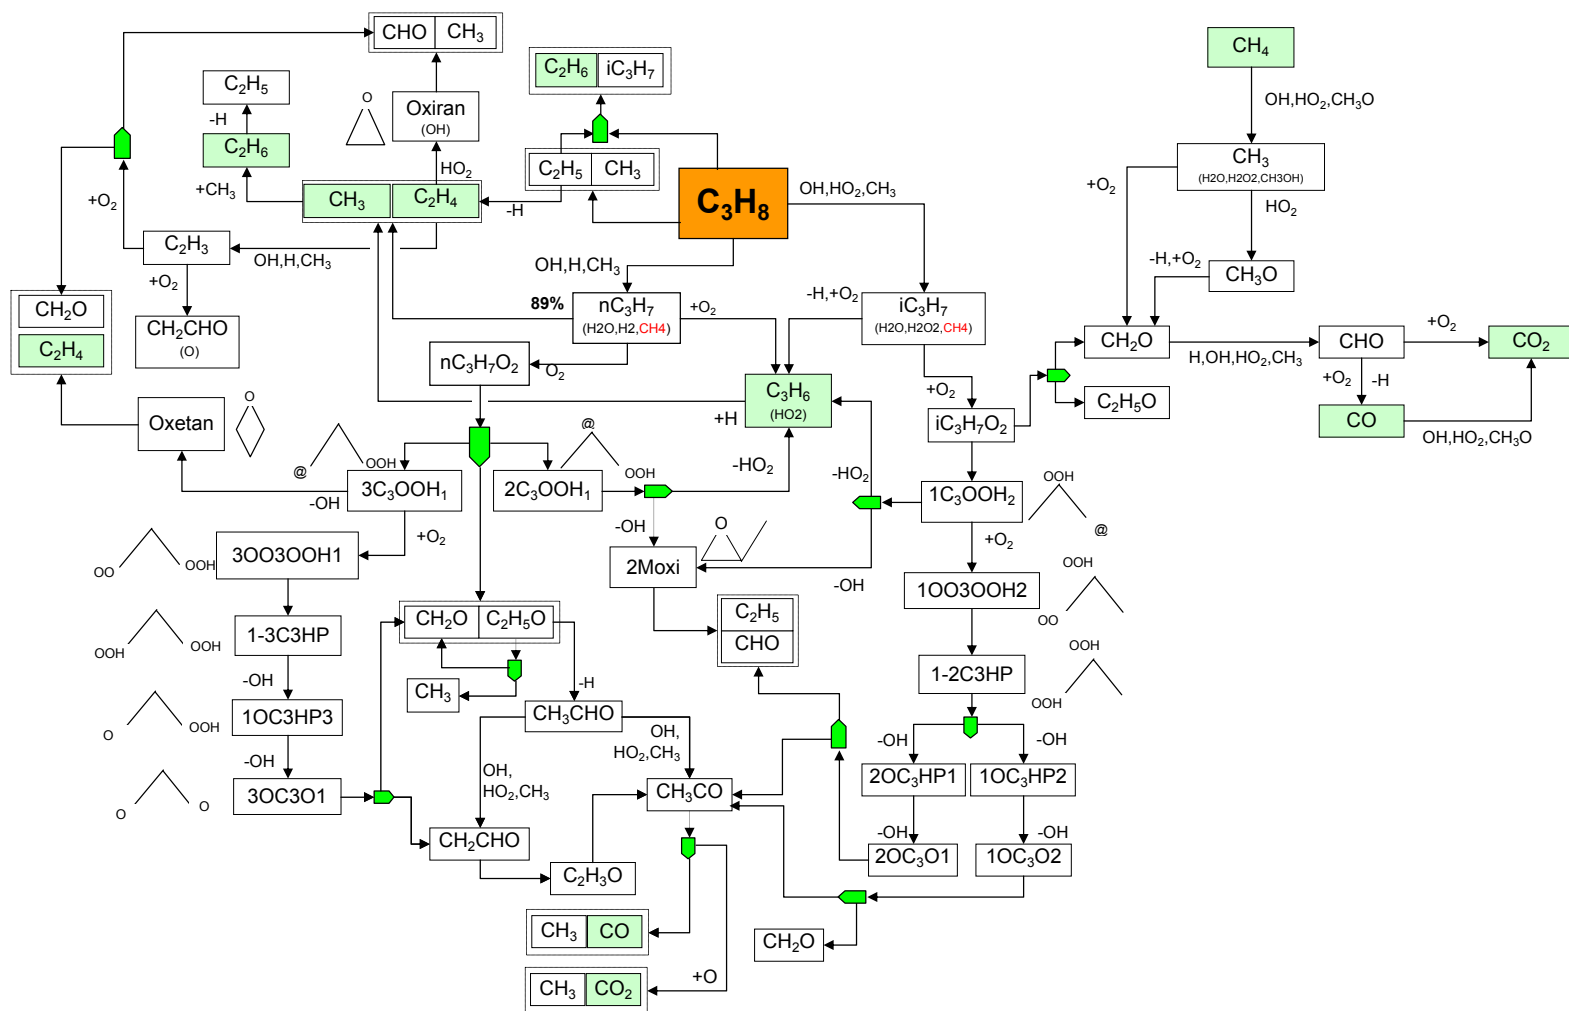 CHO CH₃
CH₄
C₂H₆ iC₃H₇
C₂H₅
O
Oxiran
(OH)
OH,HO₂,CH₃O
-H
C₂H₆
HO₂
C₂H₅ CH₃
CH₃
(H2O,H2O2,CH3OH)
+O₂
+CH₃
CH₃ C₂H₄
-H
C₃H₈
OH,HO₂,CH₃
+O₂
HO₂
C₂H₃
OH,H,CH₃
OH,H,CH₃
-H,+O₂
CH₃O
+O₂
CH₂O
C₂H₄
CH₂CHO
(O)
89%
nC₃H₇
(H2O,H2,CH4)
+O₂
-H,+O₂
iC₃H₇
(H2O,H2O2,CH4)
CH₂O
H,OH,HO₂,CH₃
CHO
+O₂
CO₂
nC₃H₇O₂
O₂
C₃H₆
(HO2)
+H
+O₂
C₂H₅O
+O₂
-H
CO
OH,HO₂,CH₃O
Oxetan
O
iC₃H₇O₂
@
OOH
@
OOH
-HO₂
-HO₂
3C₃OOH₁
-OH
2C₃OOH₁
1C₃OOH₂
OOH
@
+O₂
-OH
O
+O₂
3OO3OOH1
OO
OOH
2Moxi
-OH
1OO3OOH2
OOH
OO
1-3C3HP
OOH
OOH
CH₂O C₂H₅O
C₂H₅
CHO
1-2C3HP
OOH
OOH
-OH
CH₃
-H
1OC3HP3
O
OOH
CH₃CHO
OH,
HO₂,CH₃
-OH
-OH
-OH
OH,
HO₂,CH₃
3OC3O1
O
O
CH₃CO
2OC₃HP1
1OC₃HP2
-OH
-OH
CH₂CHO
C₂H₃O
2OC₃O1
1OC₃O2
CH₃ CO
CH₂O
+O
CH₃ CO₂